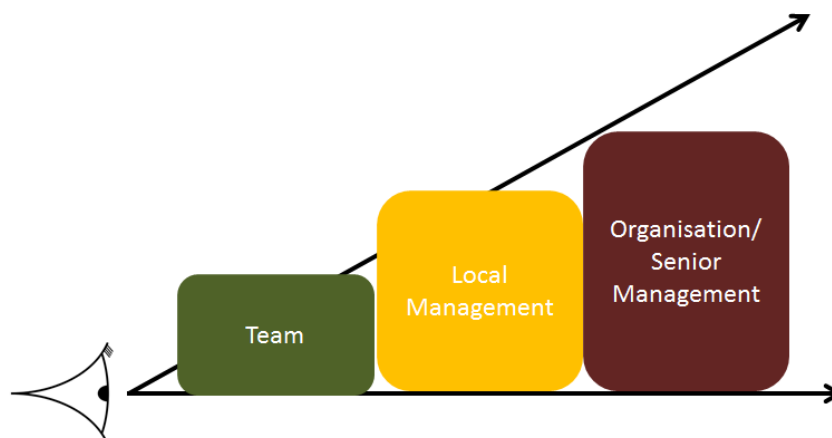 Team
Local
Management
Organisation/
Senior
Management